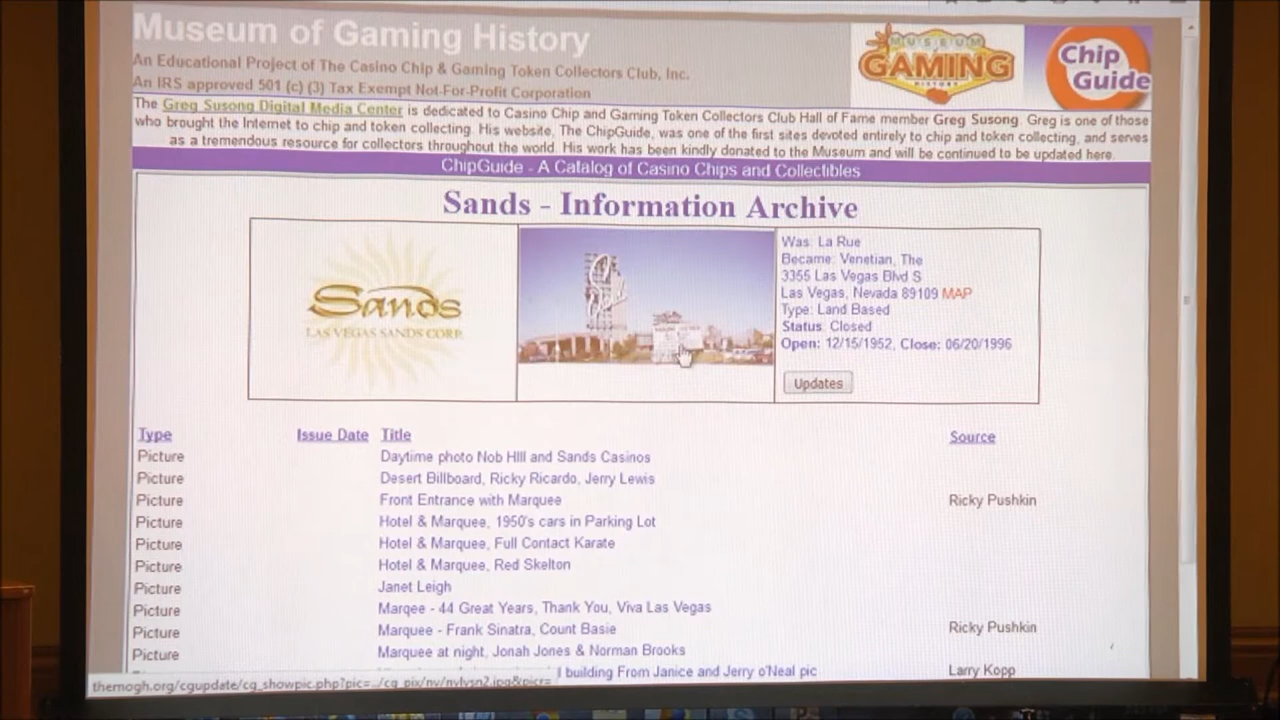 Museum of Gaming History
An Educational Project of The Casino Chip & Gaming Token Collectors Club, Inc.
An IRS approved 501 (c) (3) Tax Exempt Not-For-Profit Corporation
MUSEUM
GAMING
HISTORY
Chip
Guide
The Greg Susong Digital Media Center is dedicated to Casino Chip and Gaming Token Collectors Club Hall of Fame member Greg Susong. Greg is one of those
who brought the Internet to chip and token collecting. His website, The ChipGuide, was one of the first sites devoted entirely to chip and token collecting, and serves
as a tremendous resource for collectors throughout the world. His work has been kindly donated to the Museum and will be continued to be updated here.
ChipGuide - A Catalog of Casino Chips and Collectibles
Sands - Information Archive
Sands
LAS VEGAS SANDS CORP.
Sands
Was: La Rue
Became: Venetian, The
3355 Las Vegas Blvd S
Las Vegas, Nevada 89109 MAP
Type: Land Based
Status: Closed
Open: 12/15/1952, Close: 06/20/1996
Updates
Type Issue Date Title Source
Picture Daytime photo Nob HIll and Sands Casinos
Picture Desert Billboard, Ricky Ricardo, Jerry Lewis
Picture Front Entrance with Marquee Ricky Pushkin
Picture Hotel & Marquee, 1950's cars in Parking Lot
Picture Hotel & Marquee, Full Contact Karate
Picture Hotel & Marquee, Red Skelton
Picture Janet Leigh
Picture Marqee - 44 Great Years, Thank You, Viva Las Vegas
Picture Marquee - Frank Sinatra, Count Basie Ricky Pushkin
Picture Marquee at night, Jonah Jones & Norman Brooks
building From Janice and Jerry o'Neal pic Larry Kopp
themogh.org/cgupdate/cg_showpic.php?pic=../cg_pix/nv/nvlvsn2.jpg&picr=